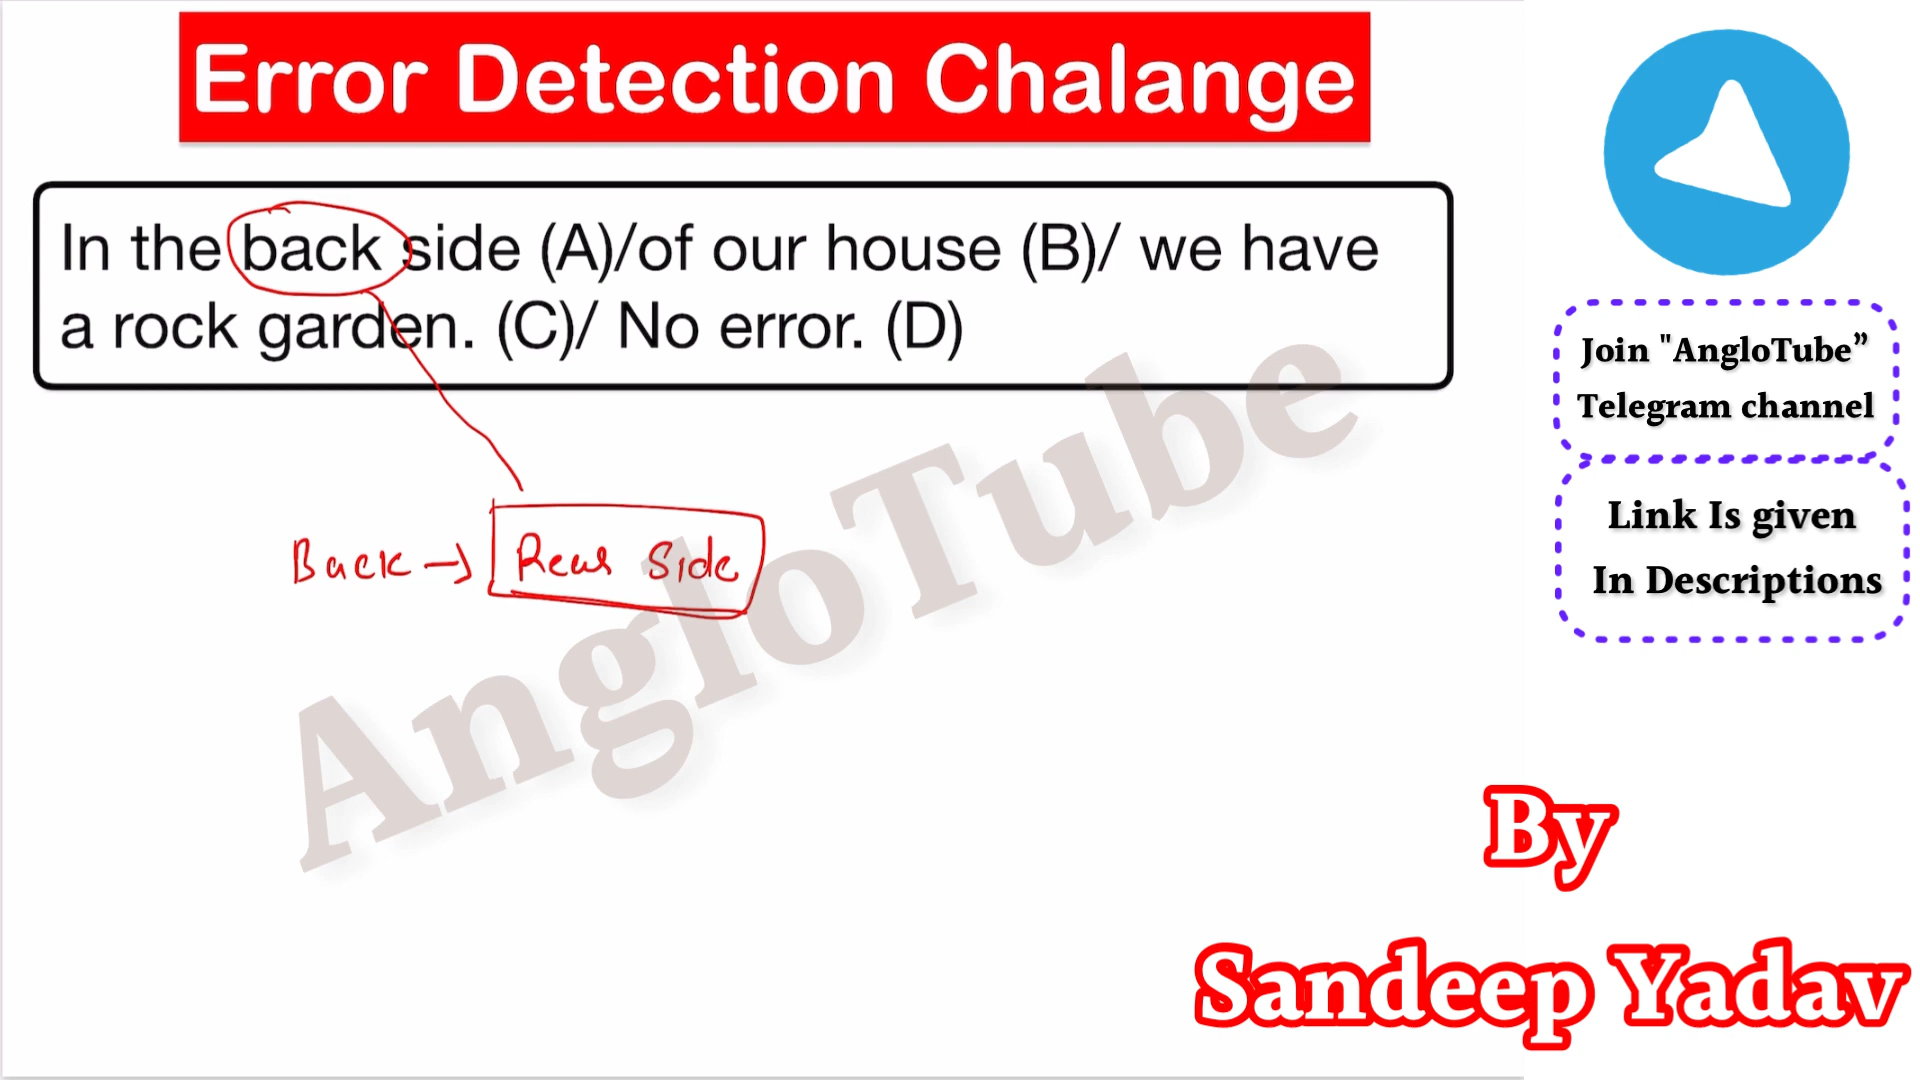 Error Detection Chalange
In the back side (A)/of our house (B)/ we have
a rock garden. (C)/ No error. (D)
Back → Rear Side
AngloTube
Join "AngloTube”
Telegram channel
Link Is given
In Descriptions
By
Sandeep Yadav